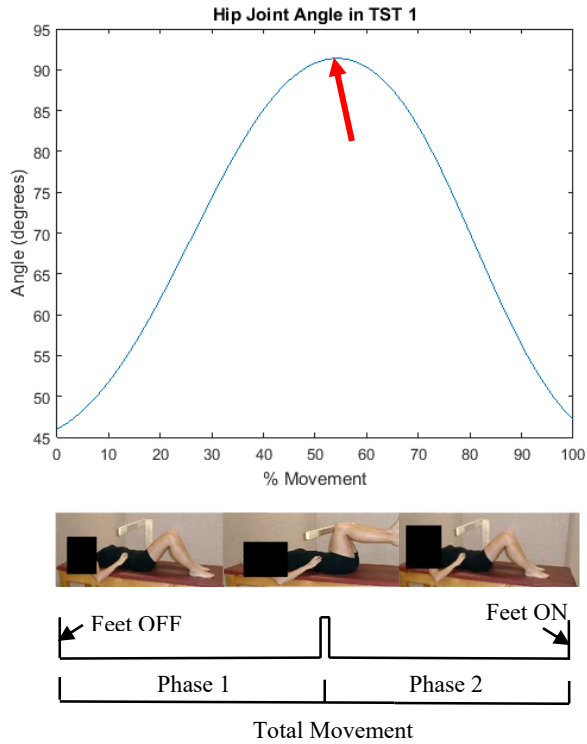 Hip Joint Angle in TST 1
95
90
85
80
75
70
65
60
55
50
45
Angle (degrees)
0 10 20 30 40 50 60 70 80 90 100
% Movement
Feet OFF
Feet ON
Phase 1
Phase 2
Total Movement